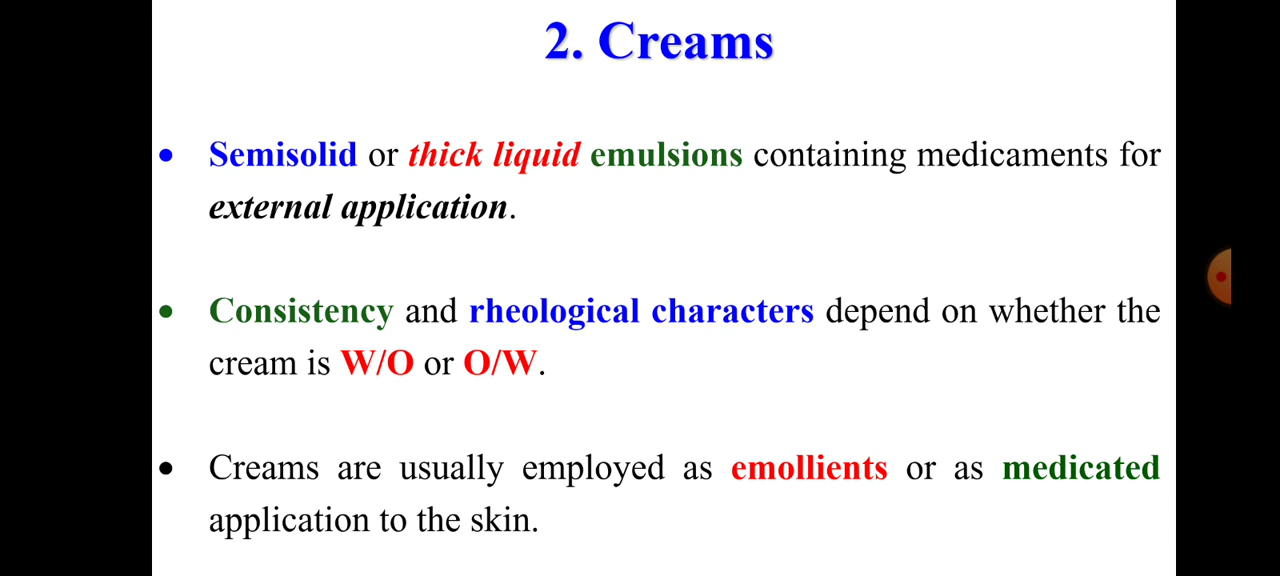 2. Creams
• Semisolid or thick liquid emulsions containing medicaments for
external application.
• Consistency and rheological characters depend on whether the
cream is W/O or O/W.
• Creams are usually employed as emollients or as medicated
application to the skin.